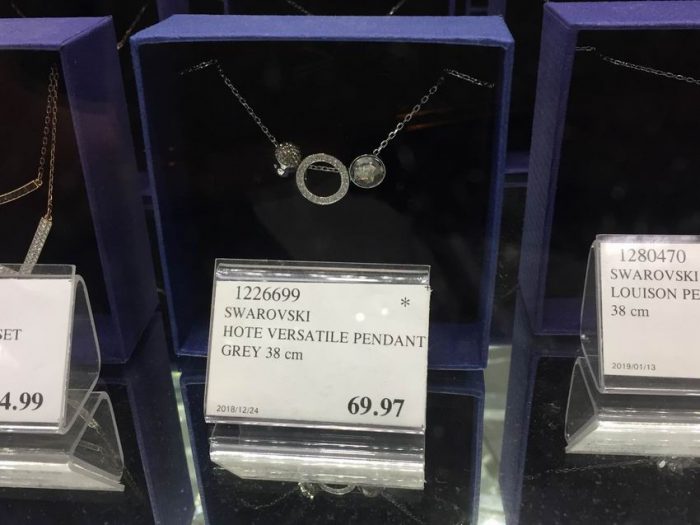 SET
4.99
1226699 *
SWAROVSKI
HOTE VERSATILE PENDANT
GREY 38 cm
2018/12/24 69.97
1280470
SWAROVSKI
LOUISON PE
38 cm
2019/01/13